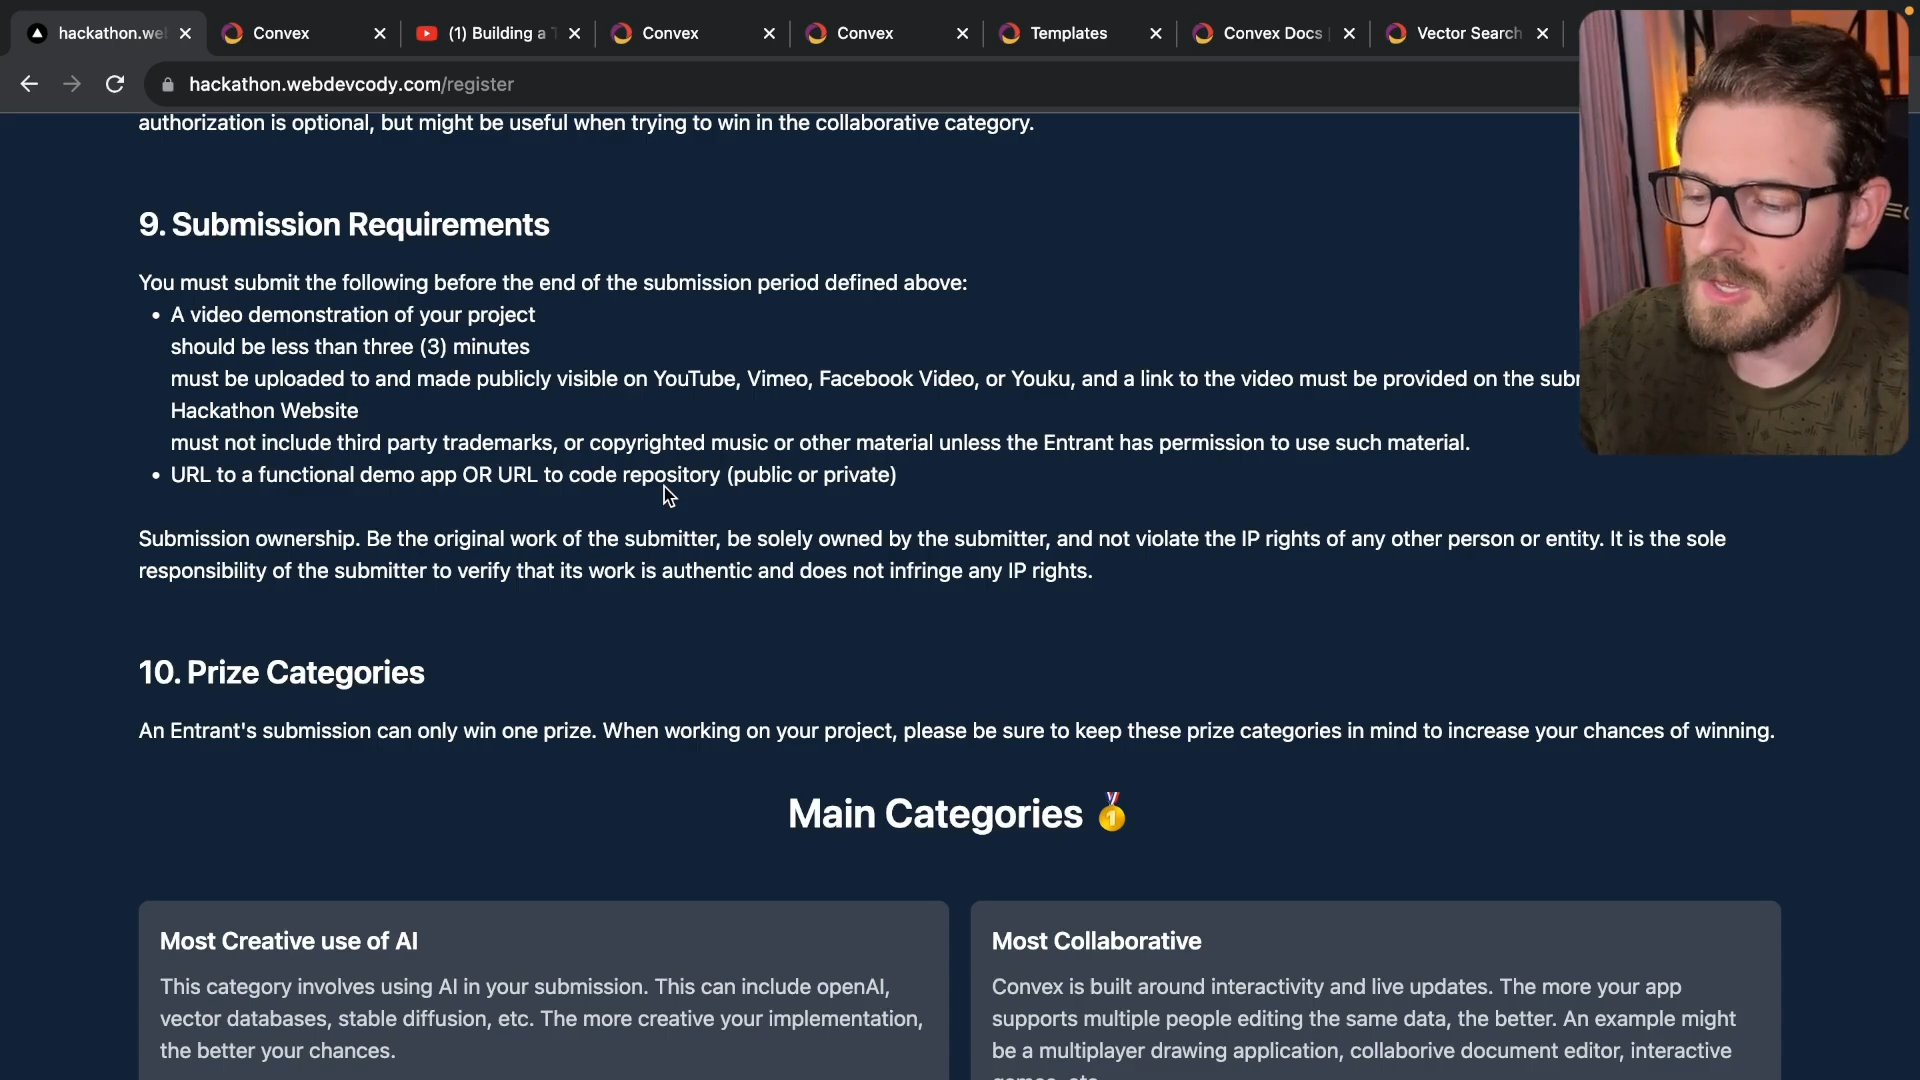 hackathon.we
Convex
(1) Building a
Convex
Convex
Templates
Convex Docs
Vector Search
hackathon.webdevcody.com/register
authorization is optional, but might be useful when trying to win in the collaborative category.
9. Submission Requirements
You must submit the following before the end of the submission period defined above:
• A video demonstration of your project
should be less than three (3) minutes
must be uploaded to and made publicly visible on YouTube, Vimeo, Facebook Video, or Youku, and a link to the video must be provided on the
Hackathon Website
must not include third party trademarks, or copyrighted music or other material unless the Entrant has permission to use such material.
• URL to a functional demo app OR URL to code repository (public or private)
Submission ownership. Be the original work of the submitter, be solely owned by the submitter, and not violate the IP rights of any other person or entity. It is the sole
responsibility of the submitter to verify that its work is authentic and does not infringe any IP rights.
10. Prize Categories
An Entrant's submission can only win one prize. When working on your project, please be sure to keep these prize categories in mind to increase your chances of winning.
Main Categories 🥇
Most Creative use of AI
This category involves using AI in your submission. This can include openAI,
vector databases, stable diffusion, etc. The more creative your implementation,
the better your chances.
Most Collaborative
Convex is built around interactivity and live updates. The more your app
supports multiple people editing the same data, the better. An example might
be a multiplayer drawing application, collaborive document editor, interactive